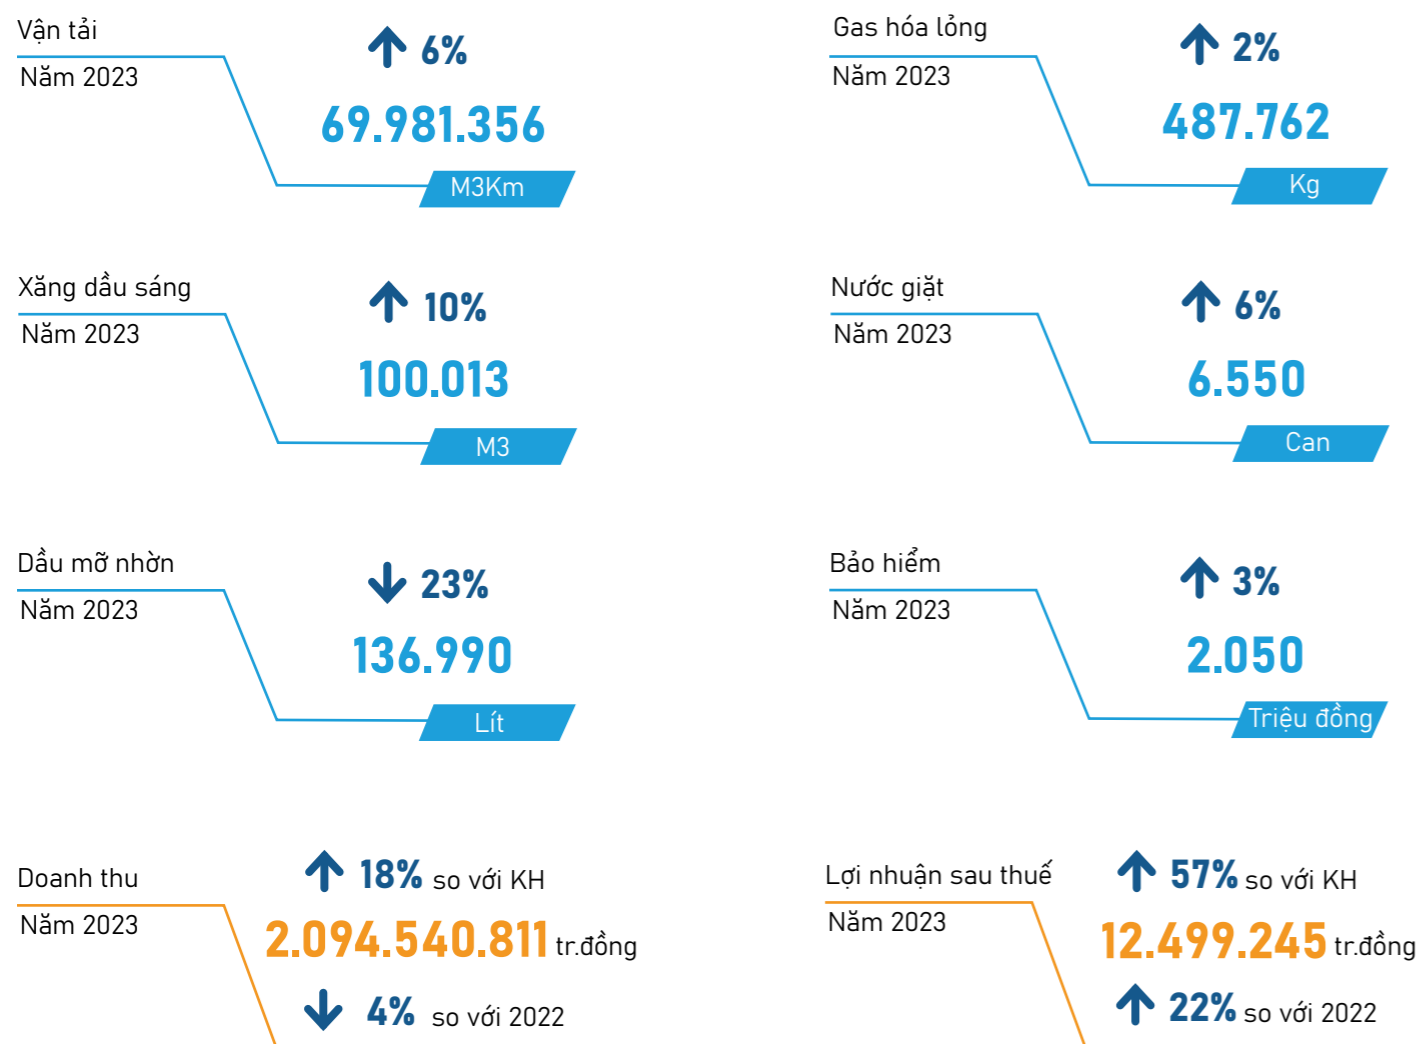 Vận tải
Năm 2023
6%
69.981.356
M3Km
Gas hóa lỏng
Năm 2023
2%
487.762
Kg
Xăng dầu sáng
Năm 2023
10%
100.013
M3
Nước giặt
Năm 2023
6%
6.550
Can
Dầu mỡ nhờn
Năm 2023
23%
136.990
Lít
Bảo hiểm
Năm 2023
3%
2.050
Triệu đồng
Doanh thu
Năm 2023
18% so với KH
2.094.540.811 tr.đồng
4% so với 2022
Lợi nhuận sau thuế
Năm 2023
57% so với KH
12.499.245 tr.đồng
22% so với 2022